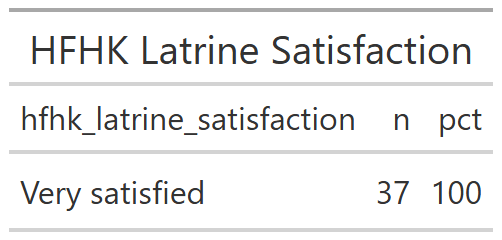 HFHK Latrine Satisfaction
hfhk_latrine_satisfaction n pct
Very satisfied 37 100